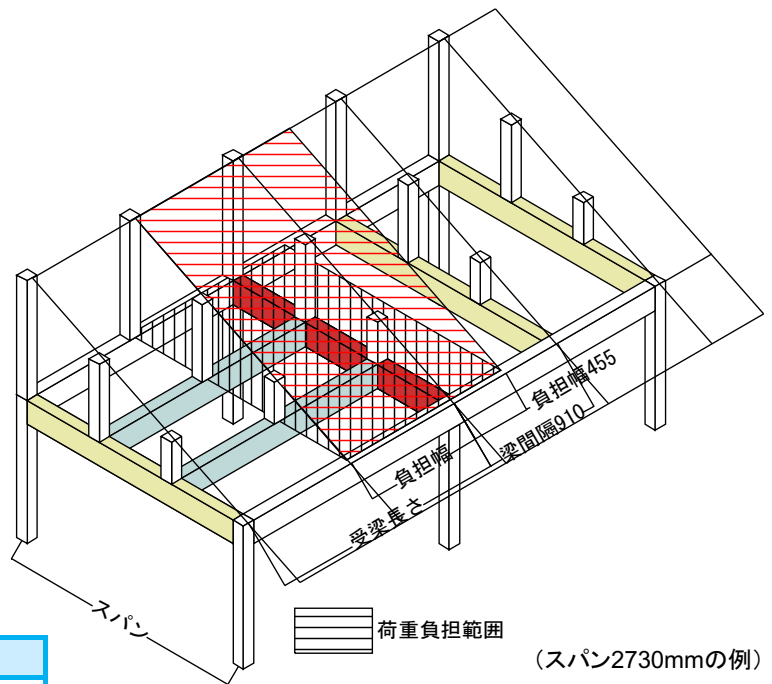 負担幅455
梁間隔910
負担幅
受梁長さ
スパン
荷重負担範囲
(スパン2730mmの例)